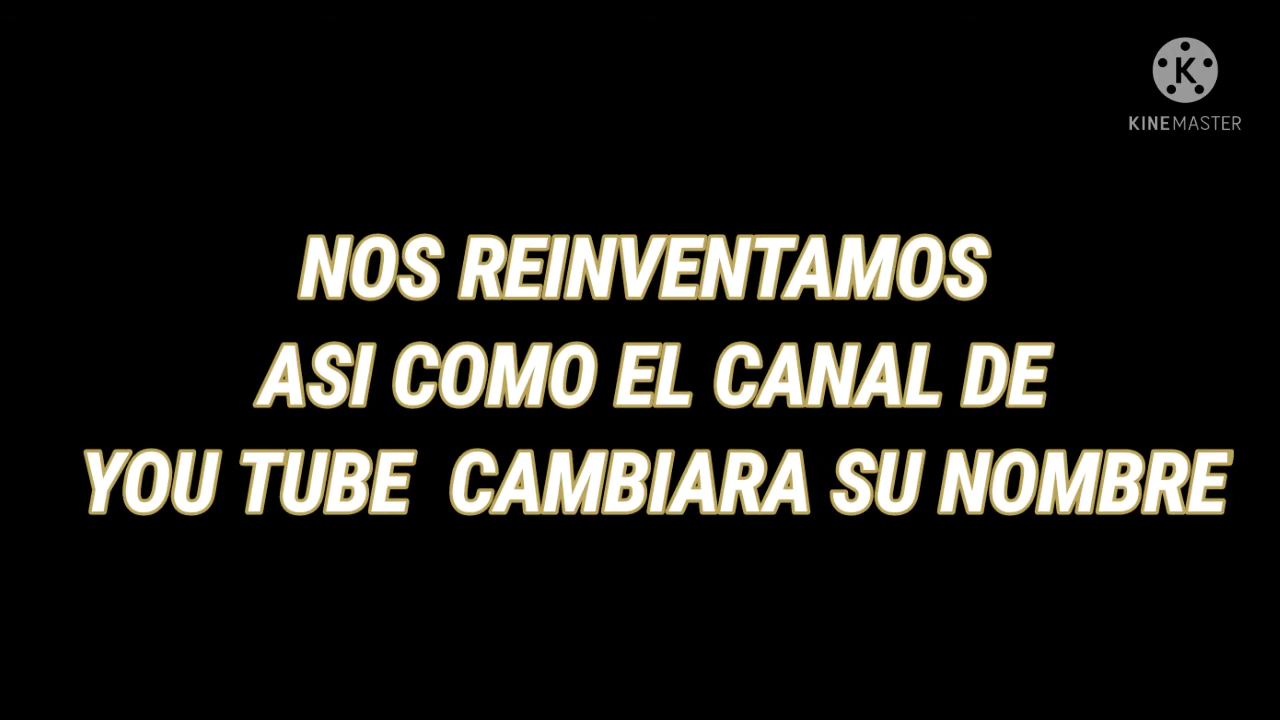 K
KINEMASTER
NOS REINVENTAMOS
ASI COMO EL CANAL DE
YOU TUBE CAMBIARA SU NOMBRE